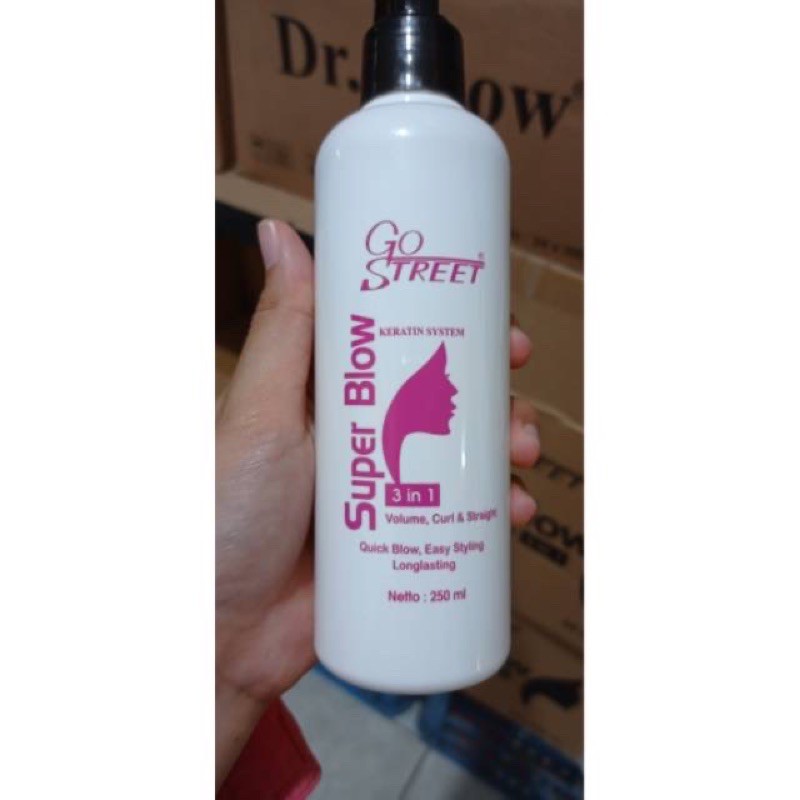 Dr.
GO
STREET®
KERATIN SYSTEM
Super Blow
3 in 1
Volume, Curl & Straight
Quick Blow, Easy Styling
Longlasting
Netto : 250 ml